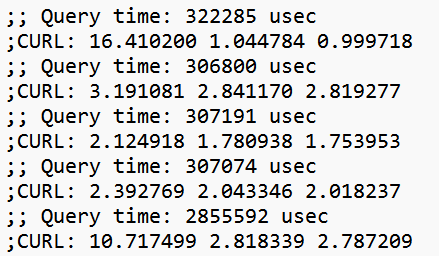 ;; Query time: 322285 usec
;CURL: 16.410200 1.044784 0.999718
;; Query time: 306800 usec
;CURL: 3.191081 2.841170 2.819277
;; Query time: 307191 usec
;CURL: 2.124918 1.780938 1.753953
;; Query time: 307074 usec
;CURL: 2.392769 2.043346 2.018237
;; Query time: 2855592 usec
;CURL: 10.717499 2.818339 2.787209